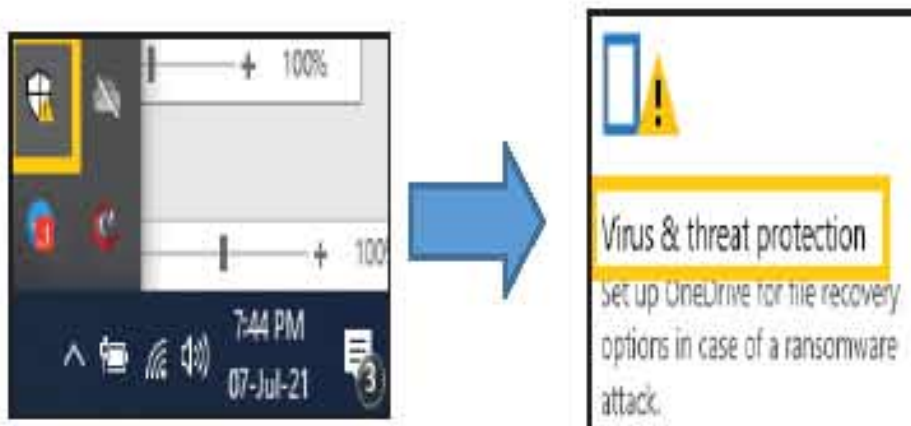 100%
100%
7:44 PM
07-Jul-21
3
Virus & threat protection
Set up OneDrive for file recovery
options in case of a ransomware
attack.